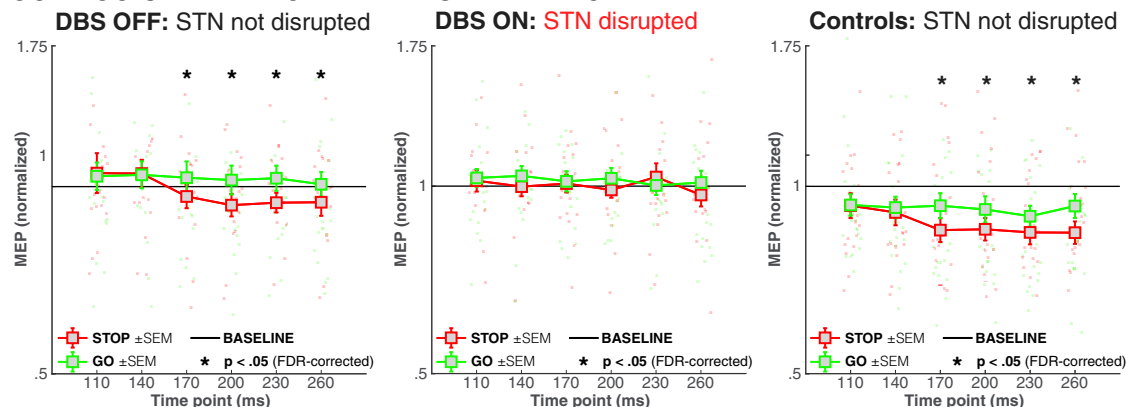 DBS OFF: STN not disrupted
1.75
* * * *
1
MEP (normalized)
STOP ±SEM
BASELINE
GO ±SEM
* p < .05 (FDR-corrected)
.5
110 140 170 200 230 260
Time point (ms)
DBS ON: STN disrupted
1.75
1
MEP (normalized)
STOP ±SEM
BASELINE
GO ±SEM
* p < .05 (FDR-corrected)
.5
110 140 170 200 230 260
Time point (ms)
Controls: STN not disrupted
1.75
* * * *
1
MEP (normalized)
STOP ±SEM
BASELINE
GO ±SEM
* p < .05 (FDR-corrected)
.5
110 140 170 200 230 260
Time point (ms)